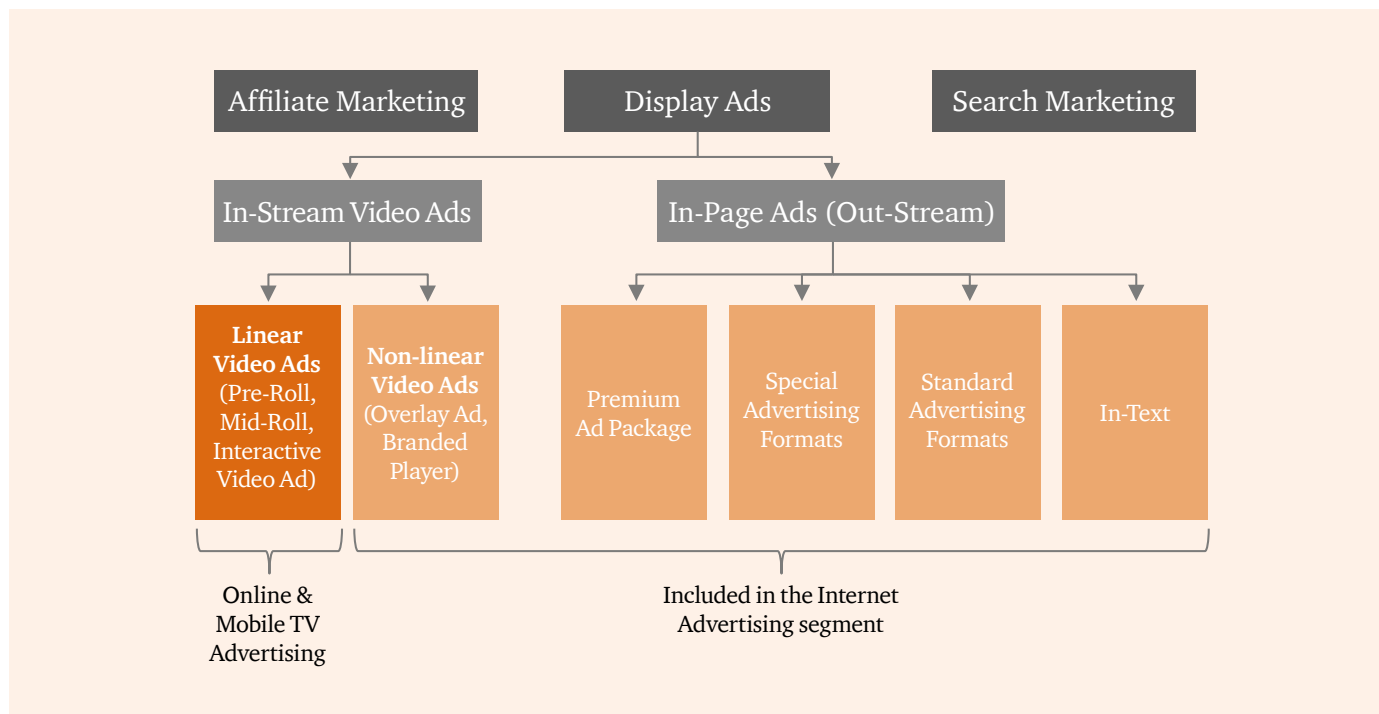 Affiliate Marketing
Display Ads
Search Marketing
In-Stream Video Ads
In-Page Ads (Out-Stream)
Linear
Video Ads
(Pre-Roll,
Mid-Roll,
Interactive
Video Ad)
Non-linear
Video Ads
(Overlay Ad,
Branded
Player)
Premium
Ad Package
Special
Advertising
Formats
Standard
Advertising
Formats
In-Text
Online &
Mobile TV
Advertising
Included in the Internet
Advertising segment